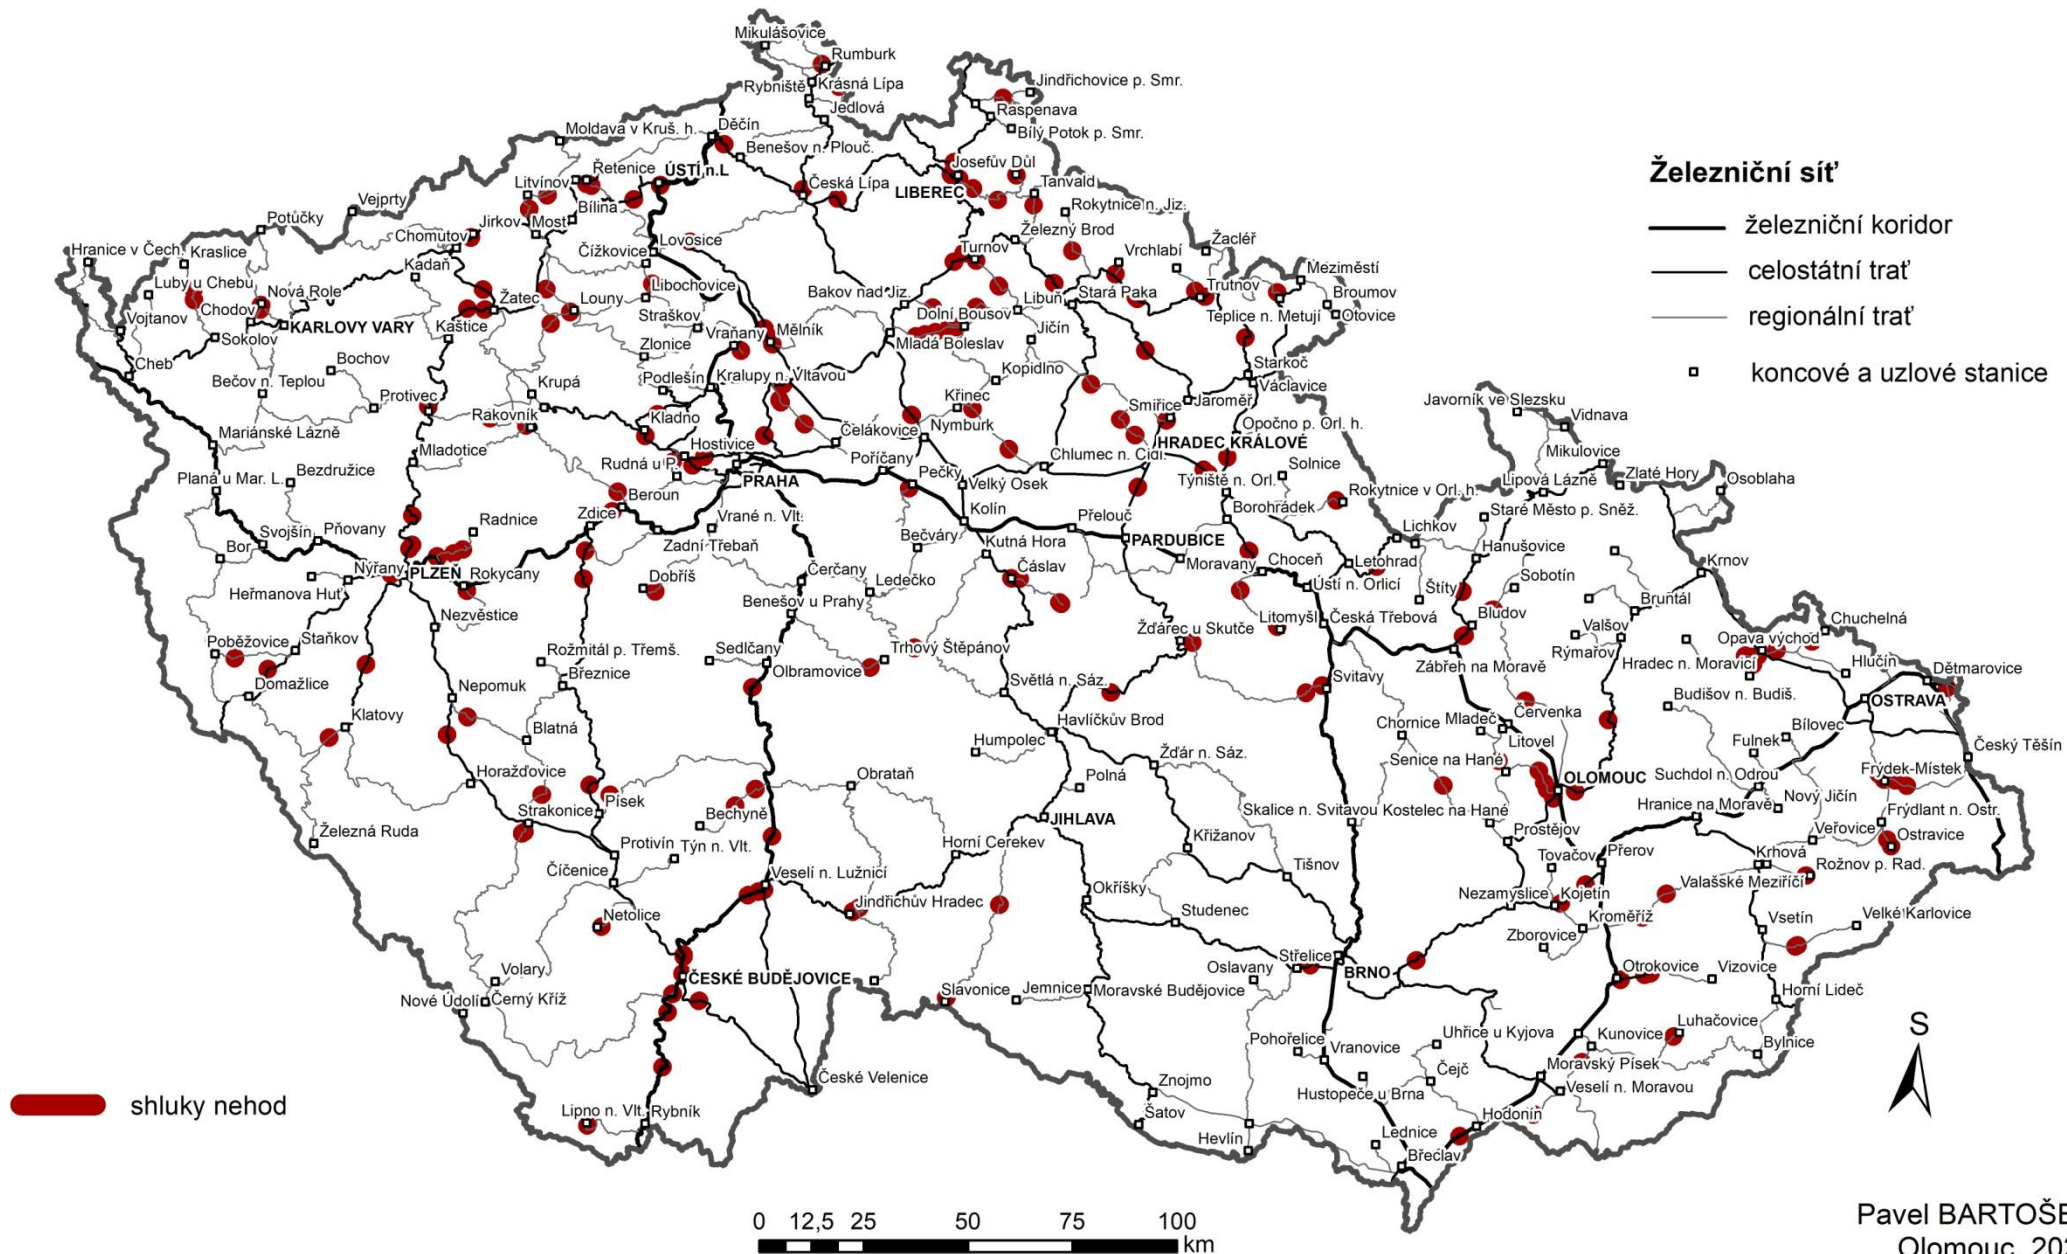 Mikulášovice
Rumburk
Rybniště
Krásná Lípa
Jedlová
Jindřichovice p. Smr.
Raspenava
Bílý Potok p. Smr.
Moldava v Kruš. h.
Děčín
Benešov n. Plouč.
Řetenice
ÚSTÍ n.L
Josefův Důl
Litvínov
Česká Lípa
LIBEREC
Tanvald
Vejprty
Bílina
Rokytnice n. Jiz.
Potůčky
Jirkov
Most
Chomutov
Lovosice
Železný Brod
Hranice v Čech.
Kraslice
Čížkovice
Turnov
Vrchlabí
Žacléř
Kadaň
Meziměstí
Luby u Chebu
Nová Role
Libochovice
Bakov nad Jiz.
Libuň
Stará Paka
Trutnov
Broumov
Chodov
Žatec
Louny
Dolní Bousov
Vojtanov
KARLOVY VARY
Kaštice
Straškov
Vraňany
Mělník
Jičín
Teplice n. Metují
Otovice
Sokolov
Zlonice
Mladá Boleslav
Cheb
Bochov
Starkoč
Bečov n. Teplou
Krupá
Podlešín
Kralupy n. Vltavou
Kopidlno
Václavice
Protivec
Křinec
Smiřice
Jaroměř
Javorník ve Slezsku
Rakovník
Kladno
Vidnava
Mariánské Lázně
Hostivice
Čelákovice
Nymburk
Opočno p. Orl. h.
Mladotice
HRADEC KRÁLOVÉ
Mikulovice
Bezdružice
Rudná u P.
Poříčany
Chlumec n. Cidl.
Solnice
Planá u Mar. L.
PRAHA
Pečky
Velký Osek
Týniště n. Orl.
Rokytnice v Orl. h.
Lipová Lázně
Zlaté Hory
Osoblaha
Beroun
Svojšín
Pňovany
Radnice
Zdice
Vrané n. Vlt.
Kolín
Přelouč
Borohrádek
Staré Město p. Sněž.
Lichkov
Bor
Zadní Třebaň
Bečváry
Kutná Hora
PARDUBICE
Hanušovice
Nýřany
PLZEŇ
Rokycany
Moravany
Choceň
Letohrad
Krnov
Heřmanova Huť
Dobříš
Čerčany
Ledečko
Čáslav
Ústí n. Orlicí
Štíty
Sobotín
Benešov u Prahy
Nezvěstice
Litomyšl
Česká Třebová
Bludov
Bruntál
Chuchelná
Poběžovice
Staňkov
Rožmitál p. Třemš.
Sedlčany
Trhový Štěpánov
Žďárec u Skutče
Valšov
Opava východ
Olbramovice
Zábřeh na Moravě
Rýmařov
Hradec n. Moravicí
Hlučín
Dětmarovice
Domažlice
Nepomuk
Březnice
Světlá n. Sáz.
Svitavy
Budišov n. Budiš.
OSTRAVA
Klatovy
Blatná
Havlíčkův Brod
Chornice
Mladeč
Červenka
Bílovec
Humpolec
Žďár n. Sáz.
Litovel
Fulnek
Český Těšín
Horažďovice
Obrataň
Polná
Senice na Hané
OLOMOUC
Suchdol n. Odrou
Frýdek-Místek
Písek
Strakonice
Bechyně
Skalice n. Svitavou
Kostelec na Hané
Hranice na Moravě
Nový Jičín
Frýdlant n. Ostr.
Železná Ruda
JIHLAVA
Protivín
Týn n. Vlt.
Křižanov
Prostějov
Veřovice
Ostravice
Horní Cerekev
Tišnov
Tovačov
Přerov
Krhová
Rožnov p. Rad.
Číčenice
Veselí n. Lužnicí
Okříšky
Nezamyslice
Kojetín
Valašské Meziříčí
Jindřichův Hradec
Netolice
Studenec
Kroměříž
Vsetín
Velké Karlovice
Zborovice
Volary
ČESKÉ BUDĚJOVICE
Střelice
BRNO
Oslavany
Otrokovice
Vizovice
Nové Údolí
Černý Kříž
Slavonice
Jemnice
Moravské Budějovice
Horní Lideč
Pohořelice
Vranovice
Uhřice u Kyjova
Kunovice
Luhačovice
Bylnice
České Velenice
Znojmo
Čejč
Moravský Písek
Hustopeče u Brna
Veselí n. Moravou
Lipno n. Vlt.
Rybník
Šatov
Hodonín
Hevlín
Lednice
Břeclav
Železniční síť
železniční koridor
celostátní trať
regionální trať
koncové a uzlové stanice
shluky nehod
S
0 12,5 25 50 75 100
km
Pavel BARTOŠE
Olomouc, 20